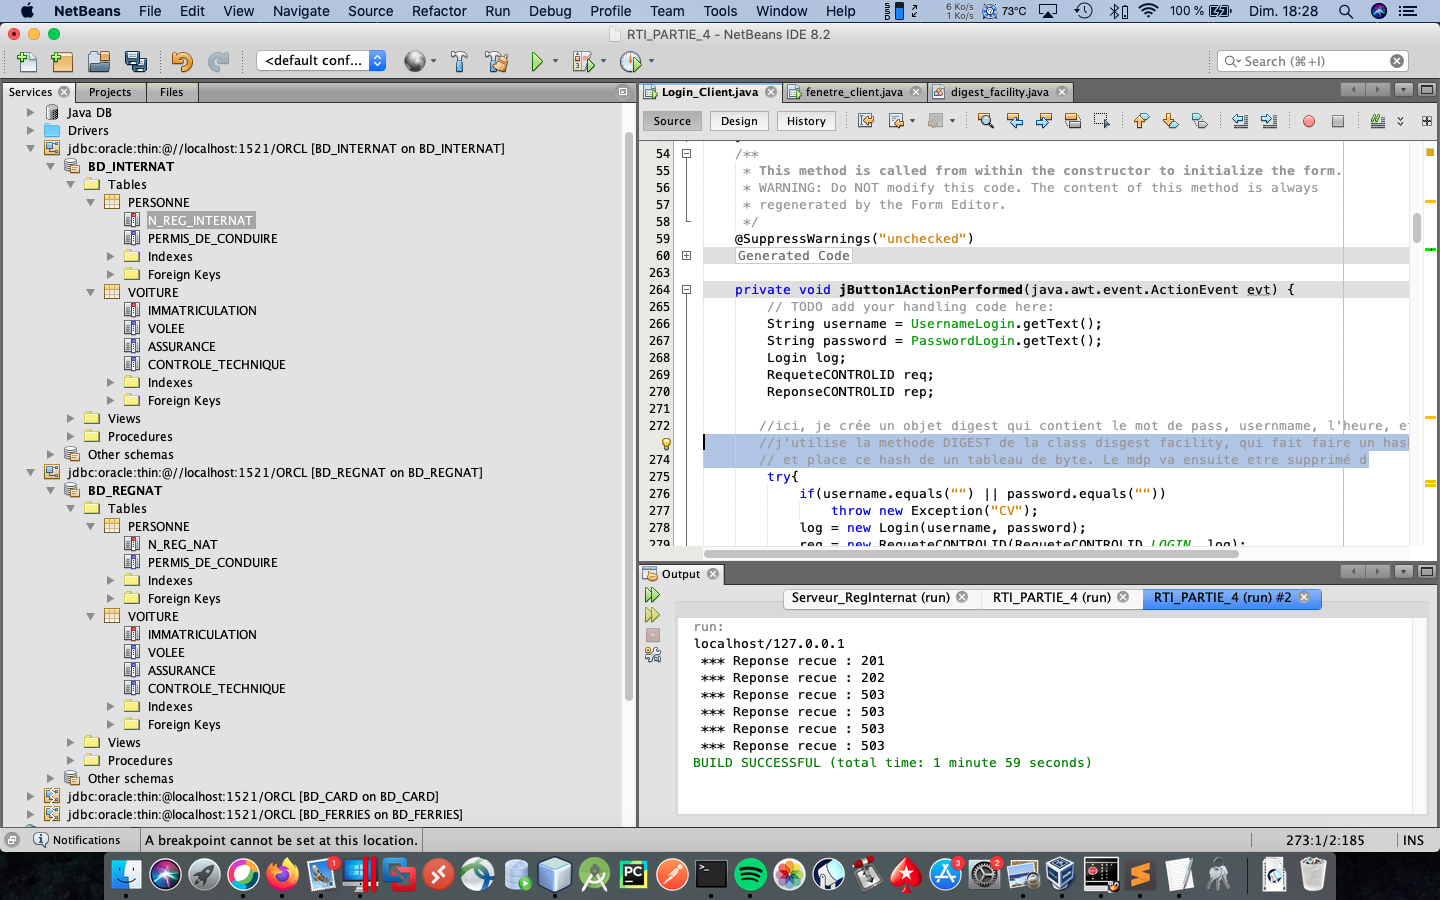 NetBeans File Edit View Navigate Source Refactor Run Debug Profile Team Tools Window Help 6 Ko/s 1 Ko/s 73°C 100 % Dim. 18:28
RTI_PARTIE_4 - NetBeans IDE 8.2
<default conf... Search (⌘+I)
Services Projects Files
Java DB
Drivers
jdbc:oracle:thin:@//localhost:1521/ORCL [BD_INTERNAT on BD_INTERNAT]
BD_INTERNAT
Tables
PERSONNE
N_REG_INTERNAT
PERMIS_DE_CONDUIRE
Indexes
Foreign Keys
VOITURE
IMMATRICULATION
VOLEE
ASSURANCE
CONTROLE_TECHNIQUE
Indexes
Foreign Keys
Views
Procedures
Other schemas
jdbc:oracle:thin:@//localhost:1521/ORCL [BD_REGNAT on BD_REGNAT]
BD_REGNAT
Tables
PERSONNE
N_REG_NAT
PERMIS_DE_CONDUIRE
Indexes
Foreign Keys
VOITURE
IMMATRICULATION
VOLEE
ASSURANCE
CONTROLE_TECHNIQUE
Indexes
Foreign Keys
Views
Procedures
Other schemas
jdbc:oracle:thin:@localhost:1521/ORCL [BD_CARD on BD_CARD]
jdbc:oracle:thin:@localhost:1521/ORCL [BD_FERRIES on BD_FERRIES]
Login_Client.java fenetre_client.java digest_facility.java
Source Design History
54 /**
55 * This method is called from within the constructor to initialize the form.
56 * WARNING: Do NOT modify this code. The content of this method is always
57 * regenerated by the Form Editor.
58 */
59 @SuppressWarnings("unchecked")
60 Generated Code
263
264 private void jButton1ActionPerformed(java.awt.event.ActionEvent evt) {
265 // TODO add your handling code here:
266 String username = UsernameLogin.getText();
267 String password = PasswordLogin.getText();
268 Login log;
269 RequeteCONTROLID req;
270 ReponseCONTROLID rep;
271
272 //ici, je crée un objet digest qui contient le mot de pass, usernmame, l'heure, e
//j'utilise la methode DIGEST de la class disgest facility, qui fait faire un has
274 // et place ce hash de un tableau de byte. Le mdp va ensuite etre supprimé d
275 try{
276 if(username.equals("") || password.equals(""))
277 throw new Exception("CV");
278 log = new Login(username, password);
279 req = new RequeteCONTROLID(RequeteCONTROLID.LOGIN, log);
Output
Serveur_RegInternat (run) RTI_PARTIE_4 (run) RTI_PARTIE_4 (run) #2
run:
localhost/127.0.0.1
*** Reponse recue : 201
*** Reponse recue : 202
*** Reponse recue : 503
*** Reponse recue : 503
*** Reponse recue : 503
*** Reponse recue : 503
BUILD SUCCESSFUL (total time: 1 minute 59 seconds)
Notifications A breakpoint cannot be set at this location. 273:1/2:185 INS
1 PC 3 2